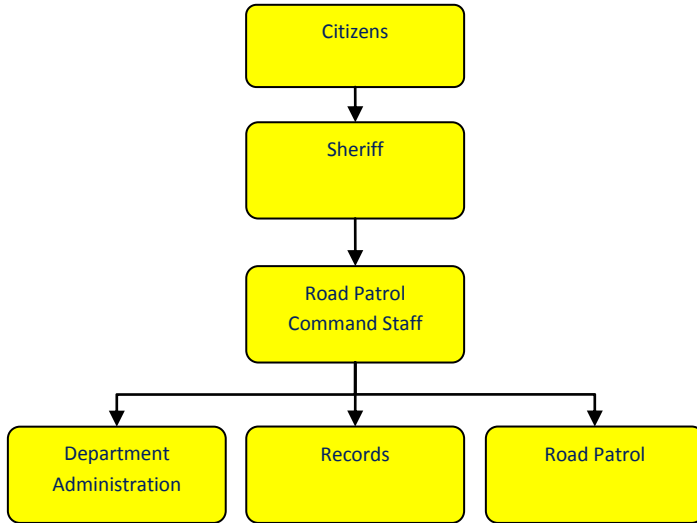 Citizens
Sheriff
Road Patrol
Command Staff
Department
Administration
Records
Road Patrol